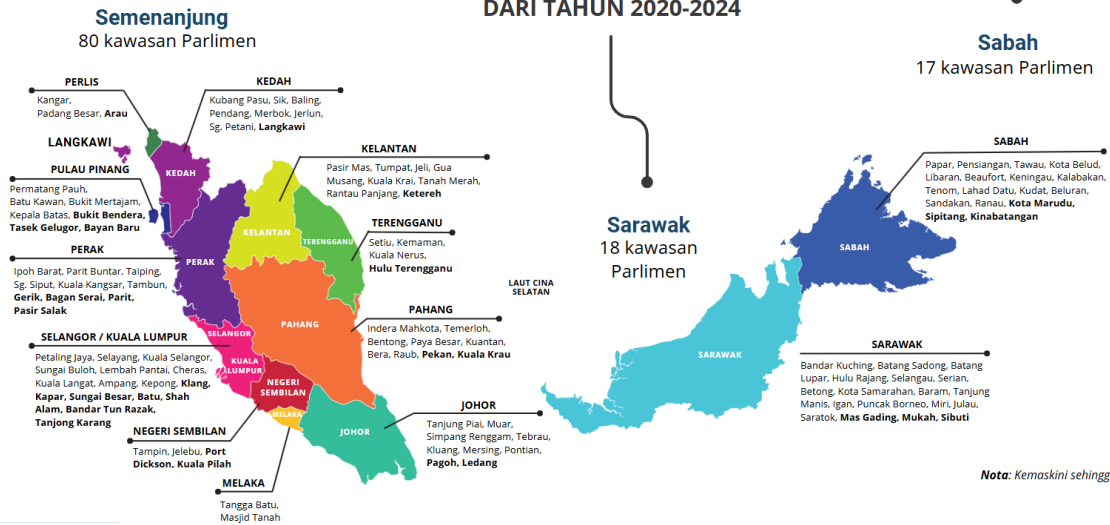 DARI TAHUN 2020-2024
Semenanjung
80 kawasan Parlimen
Sabah
17 kawasan Parlimen
Sarawak
18 kawasan
Parlimen
PERLIS
Kangar,
Padang Besar, Arau
KEDAH
Kubang Pasu, Sik, Baling,
Pendang, Merbok, Jerlun,
Sg. Petani, Langkawi
LANGKAWI
PULAU PINANG
Permatang Pauh,
Batu Kawan, Bukit Mertajam,
Kepala Batas, Bukit Bendera,
Tasek Gelugor, Bayan Baru
PERAK
Ipoh Barat, Parit Buntar, Taiping,
Sg. Siput, Kuala Kangsar, Tambun,
Gerik, Bagan Serai, Parit,
Pasir Salak
SELANGOR / KUALA LUMPUR
Petaling Jaya, Selayang, Kuala Selangor,
Sungai Buloh, Lembah Pantai, Cheras,
Kuala Langat, Ampang, Kepong, Klang,
Kapar, Sungai Besar, Batu, Shah
Alam, Bandar Tun Razak,
Tanjong Karang
NEGERI SEMBILAN
Tampin, Jelebu, Port
Dickson, Kuala Pilah
MELAKA
Tangga Batu,
Masjid Tanah
KELANTAN
Pasir Mas, Tumpat, Jeli, Gua
Musang, Kuala Krai, Tanah Merah,
Rantau Panjang, Ketereh
TERENGGANU
Setiu, Kemaman,
Kuala Nerus,
Hulu Terengganu
PAHANG
Indera Mahkota, Temerloh,
Bentong, Paya Besar, Kuantan,
Bera, Raub, Pekan, Kuala Krau
JOHOR
Tanjung Piai, Muar,
Simpang Renggam, Tebrau,
Kluang, Mersing, Pontian,
Pagoh, Ledang
KEDAH
KELANTAN
TERENGGANU
PERAK
PAHANG
SELANGOR
KUALA
LUMPUR
NEGERI
SEMBILAN
MELAKA
JOHOR
LAUT CINA
SELATAN
SABAH
Papar, Pensiangan, Tawau, Kota Belud,
Libaran, Beaufort, Keningau, Kalabakan,
Tenom, Lahad Datu, Kudat, Beluran,
Sandakan, Ranau, Kota Marudu,
Sipitang, Kinabatangan
SABAH
SARAWAK
SARAWAK
Bandar Kuching, Batang Sadong, Batang
Lupar, Hulu Rajang, Selangau, Serian,
Betong, Kota Samarahan, Baram, Tanjung
Manis, Igan, Puncak Borneo, Miri, Julau,
Saratok, Mas Gading, Mukah, Sibuti
Nota: Kemaskini sehingg